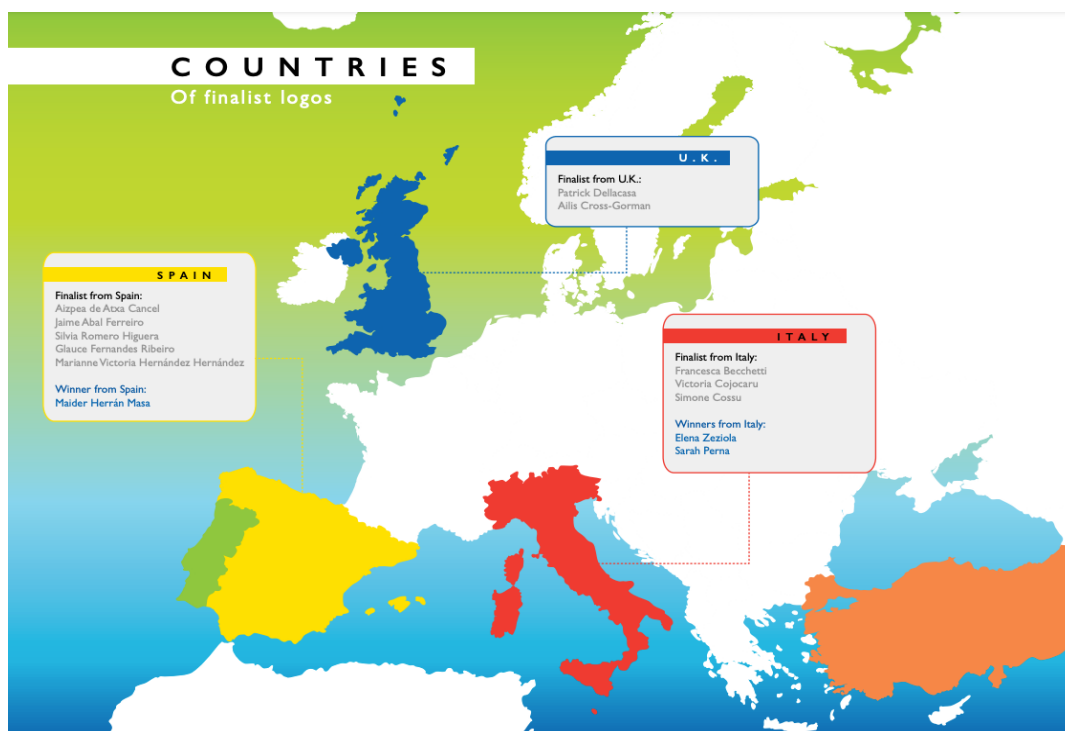 COUNTRIES
Of finalist logos
U.K.
Finalist from U.K.:
Patrick Dellacasa
Ailis Cross-Gorman
SPAIN
Finalist from Spain:
Aizpea de Atxa Cancel
Jaime Abal Ferreiro
Silvia Romero Higuera
Glauce Fernandes Ribeiro
Marianne Victoria Hernández Hernández
Winner from Spain:
Maider Herrán Masa
ITALY
Finalist from Italy:
Francesca Becchetti
Victoria Cojocaru
Simone Cossu
Winners from Italy:
Elena Zeziola
Sarah Perna